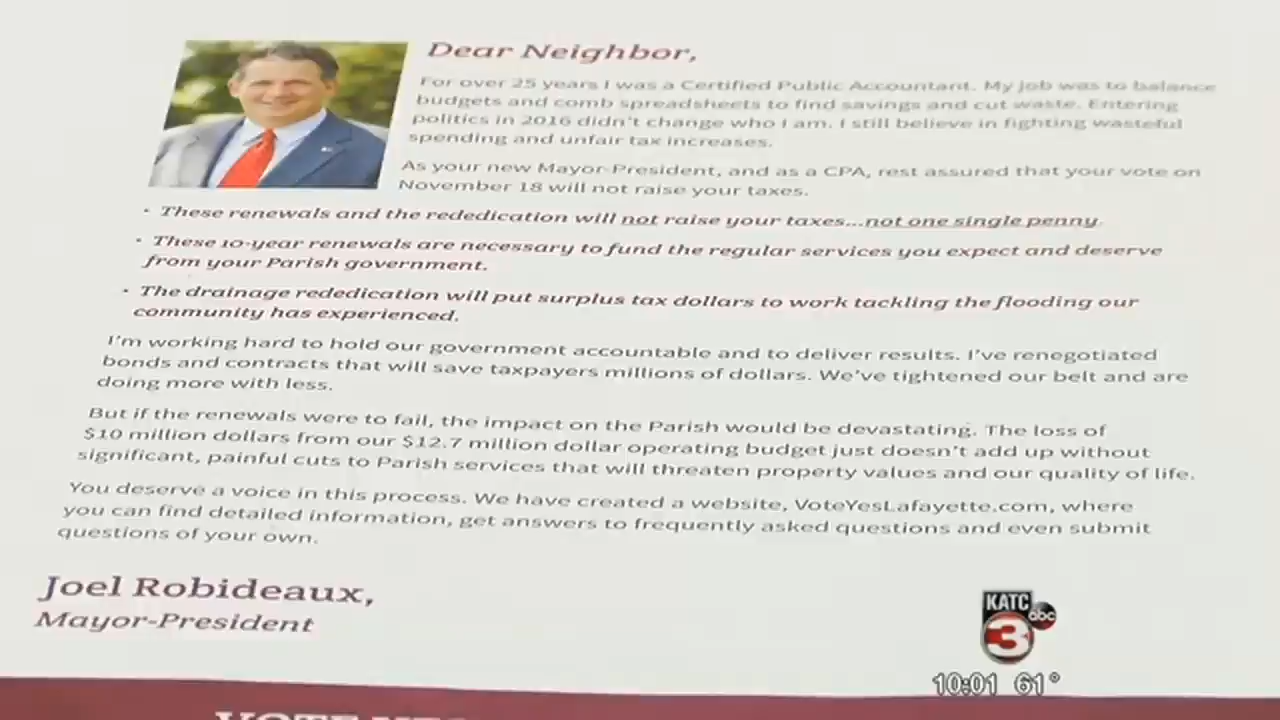 Dear Neighbor,
For over 25 years I was a Certified Public Accountant. My job was to balance
budgets and comb spreadsheets to find savings and cut waste. Entering
politics in 2016 didn't change who I am. I still believe in fighting wasteful
spending and unfair tax increases.
As your new Mayor-President, and as a CPA, rest assured that your vote on
November 18 will not raise your taxes.
· These renewals and the rededication will not raise your taxes...not one single penny.
· These 10-year renewals are necessary to fund the regular services you expect and deserve
from your Parish government.
· The drainage rededication will put surplus tax dollars to work tackling the flooding our
community has experienced.
I'm working hard to hold our government accountable and to deliver results. I've renegotiated
bonds and contracts that will save taxpayers millions of dollars. We've tightened our belt and are
doing more with less.
But if the renewals were to fail, the impact on the Parish would be devastating. The loss of
$10 million dollars from our $12.7 million dollar operating budget just doesn't add up without
significant, painful cuts to Parish services that will threaten property values and our quality of life.
You deserve a voice in this process. We have created a website, VoteYesLafayette.com, where
you can find detailed information, get answers to frequently asked questions and even submit
questions of your own.
Joel Robideaux,
Mayor-President
KATC
abc
3
10:01 61°
VOTE